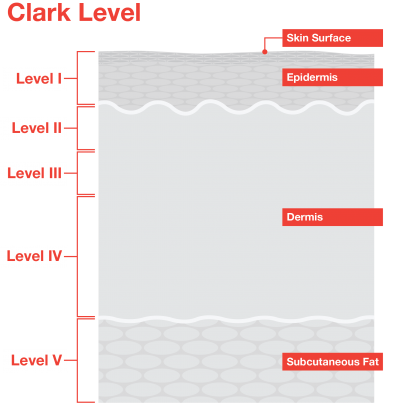 Clark Level
Skin Surface
Level I
Epidermis
Level II
Level III
Dermis
Level IV
Level V
Subcutaneous Fat